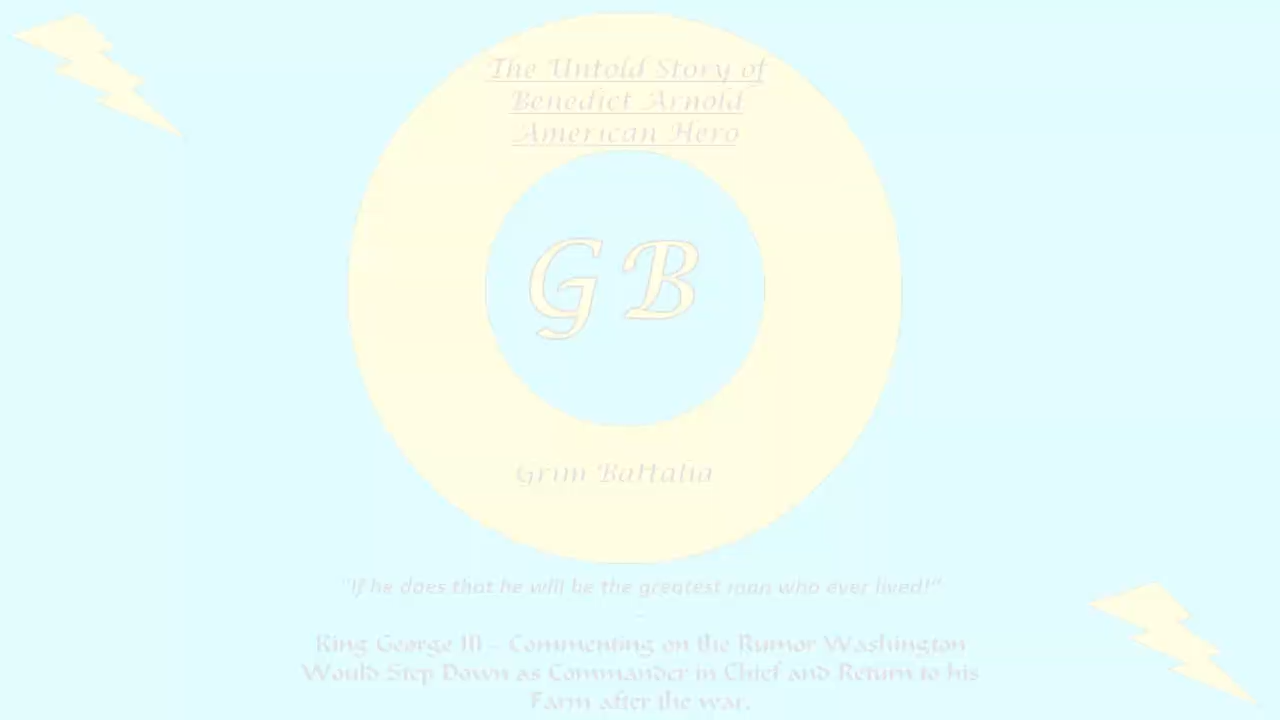 The Untold Story of
Benedict Arnold
American Hero
G B
Grim Battalia
"If he does that he will be the greatest man who ever lived!"
-
King George III - Commenting on the Rumor Washington
Would Step Down as Commander in Chief and Return to his
Farm after the war.